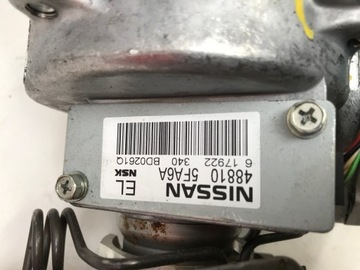 NISSAN
48810 5FA6A
EL NSK
6 17922 340 BD0261Q